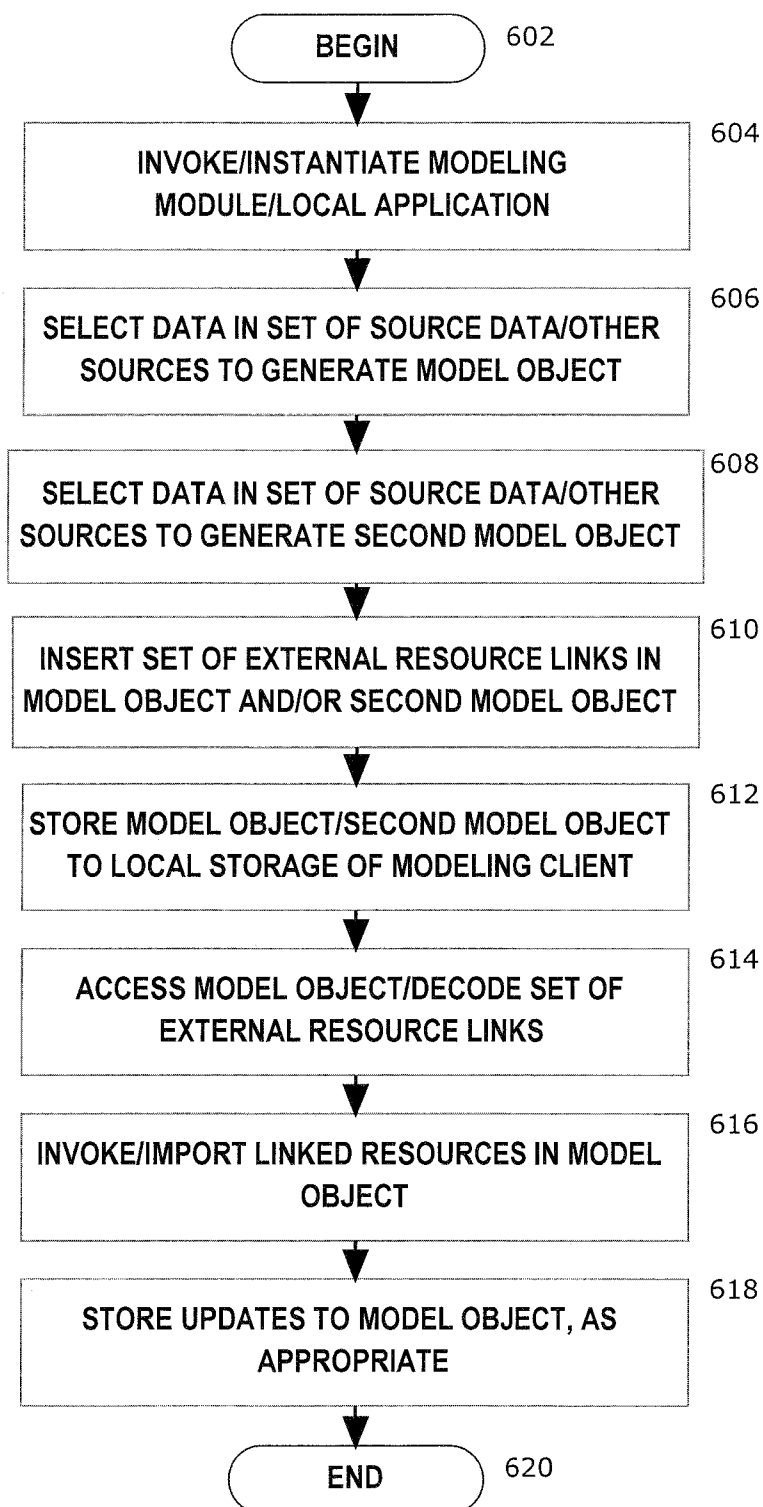 BEGIN
602
604
INVOKE/INSTANTIATE MODELING
MODULE/LOCAL APPLICATION
606
SELECT DATA IN SET OF SOURCE DATA/OTHER
SOURCES TO GENERATE MODEL OBJECT
608
SELECT DATA IN SET OF SOURCE DATA/OTHER
SOURCES TO GENERATE SECOND MODEL OBJECT
610
INSERT SET OF EXTERNAL RESOURCE LINKS IN
MODEL OBJECT AND/OR SECOND MODEL OBJECT
612
STORE MODEL OBJECT/SECOND MODEL OBJECT
TO LOCAL STORAGE OF MODELING CLIENT
614
ACCESS MODEL OBJECT/DECODE SET OF
EXTERNAL RESOURCE LINKS
616
INVOKE/IMPORT LINKED RESOURCES IN MODEL
OBJECT
618
STORE UPDATES TO MODEL OBJECT, AS
APPROPRIATE
END
620